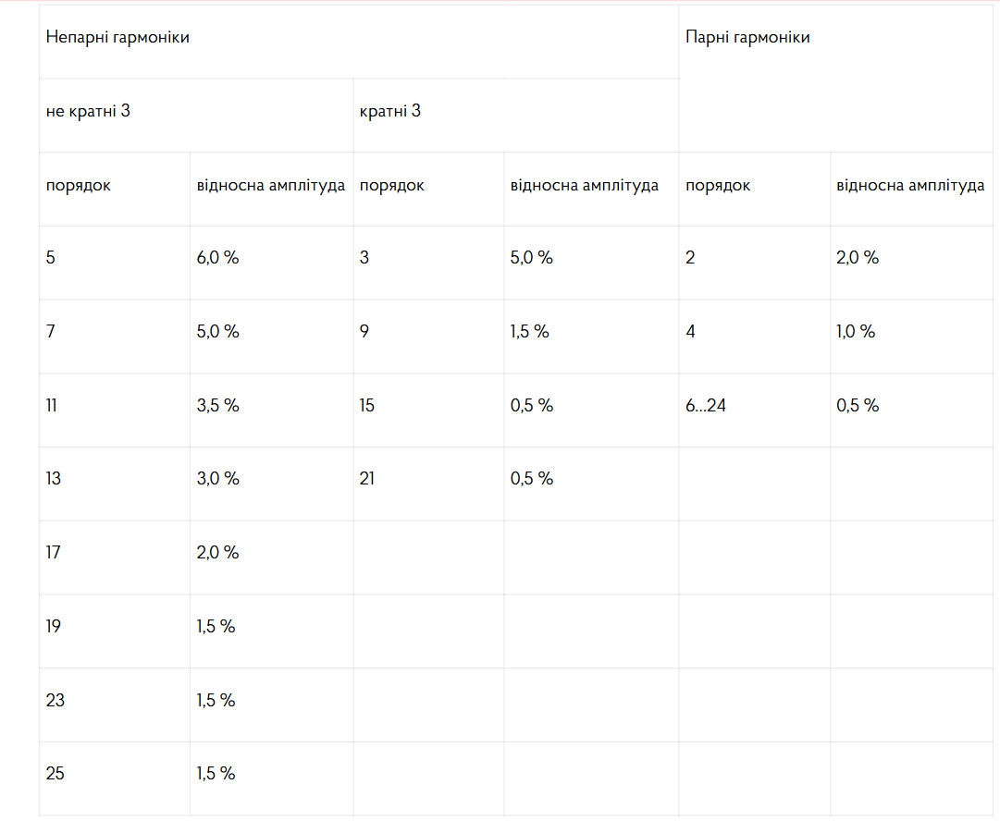 Непарні гармоніки Парні гармоніки
не кратні 3 кратні 3
порядок відносна амплітуда порядок відносна амплітуда порядок відносна амплітуда
5 6,0 % 3 5,0 % 2 2,0 %
7 5,0 % 9 1,5 % 4 1,0 %
11 3,5 % 15 0,5 % 6...24 0,5 %
13 3,0 % 21 0,5 %
17 2,0 %
19 1,5 %
23 1,5 %
25 1,5 %